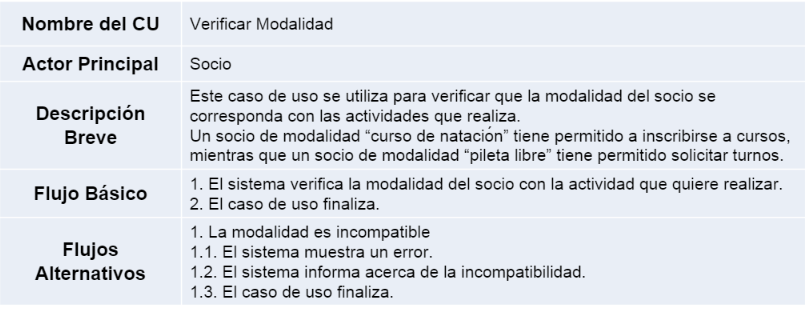 Nombre del CU
Verificar Modalidad
Actor Principal
Socio
Descripción
Breve
Este caso de uso se utiliza para verificar que la modalidad del socio se
corresponda con las actividades que realiza.
Un socio de modalidad “curso de natación” tiene permitido a inscribirse a cursos,
mientras que un socio de modalidad “pileta libre” tiene permitido solicitar turnos.
Flujo Básico
1. El sistema verifica la modalidad del socio con la actividad que quiere realizar.
2. El caso de uso finaliza.
Flujos
Alternativos
1. La modalidad es incompatible
1.1. El sistema muestra un error.
1.2. El sistema informa acerca de la incompatibilidad.
1.3. El caso de uso finaliza.